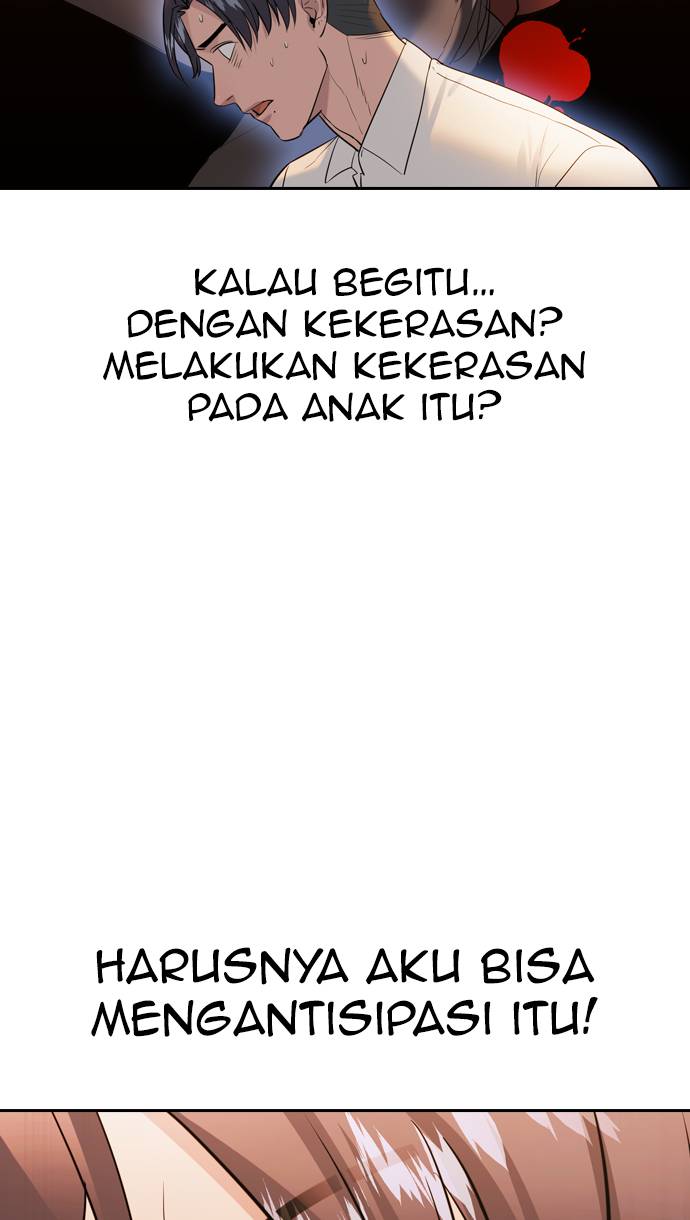 KALAU BEGITU...
DENGAN KEKERASAN?
MELAKUKAN KEKERASAN
PADA ANAK ITU?
HARUSNYA AKU BISA
MENGANTISIPASI ITU!